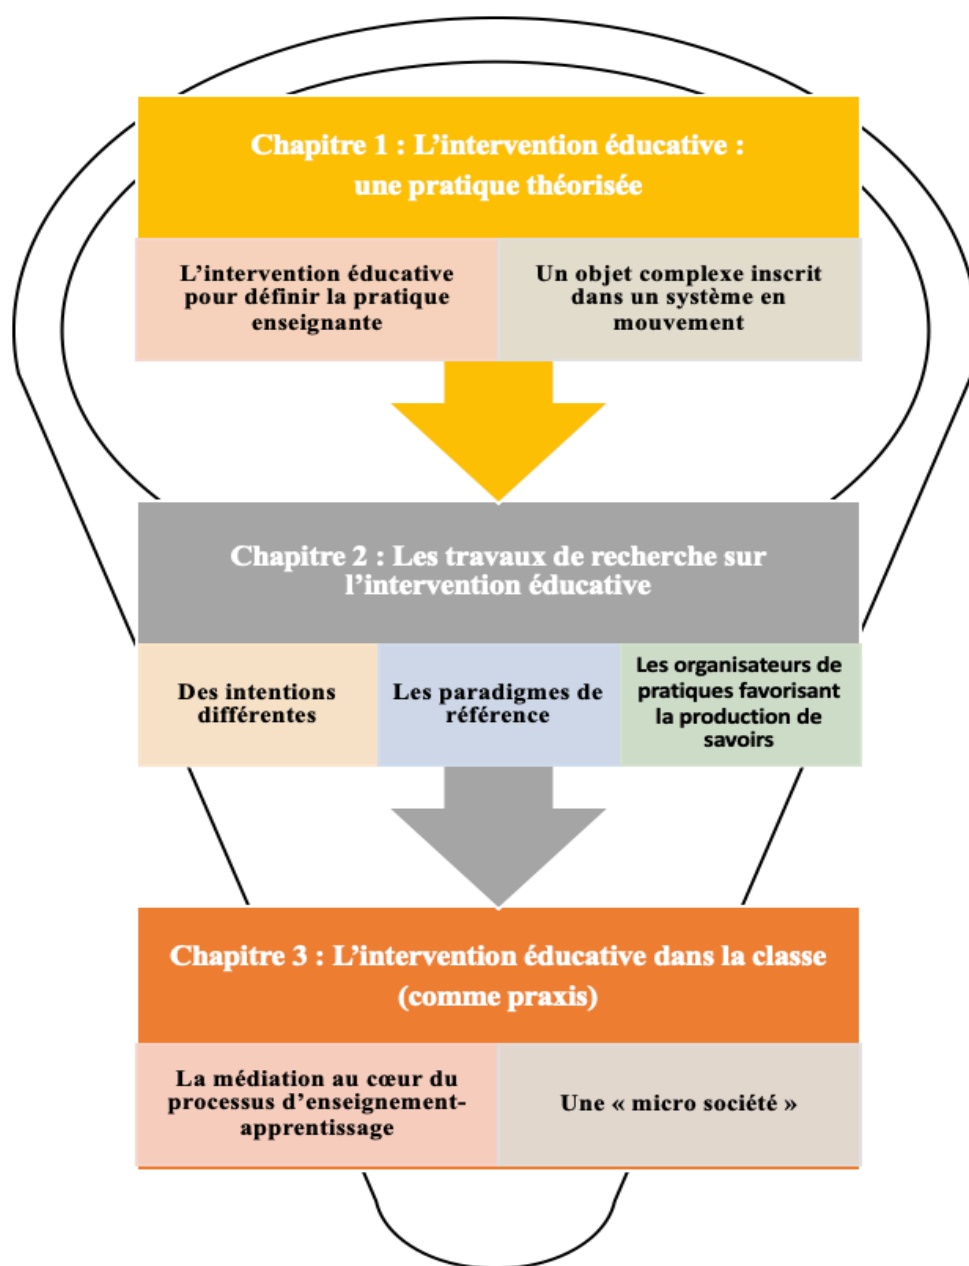 Chapitre 1 : L’intervention éducative :
une pratique théorisée
L’intervention éducative
pour définir la pratique
enseignante
Un objet complexe inscrit
dans un système en
mouvement
Chapitre 2 : Les travaux de recherche sur
l’intervention éducative
Des intentions
différentes
Les paradigmes de
référence
Les organisateurs de
pratiques favorisant
la production de
savoirs
Chapitre 3 : L’intervention éducative dans la classe
(comme praxis)
La médiation au cœur du
processus d’enseignement-
apprentissage
Une « micro société »